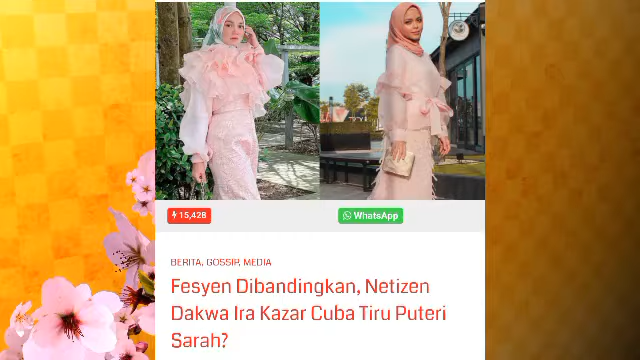 15,428
WhatsApp
BERITA, GOSSIP, MEDIA
Fesyen Dibandingkan, Netizen
Dakwa Ira Kazar Cuba Tiru Puteri
Sarah?